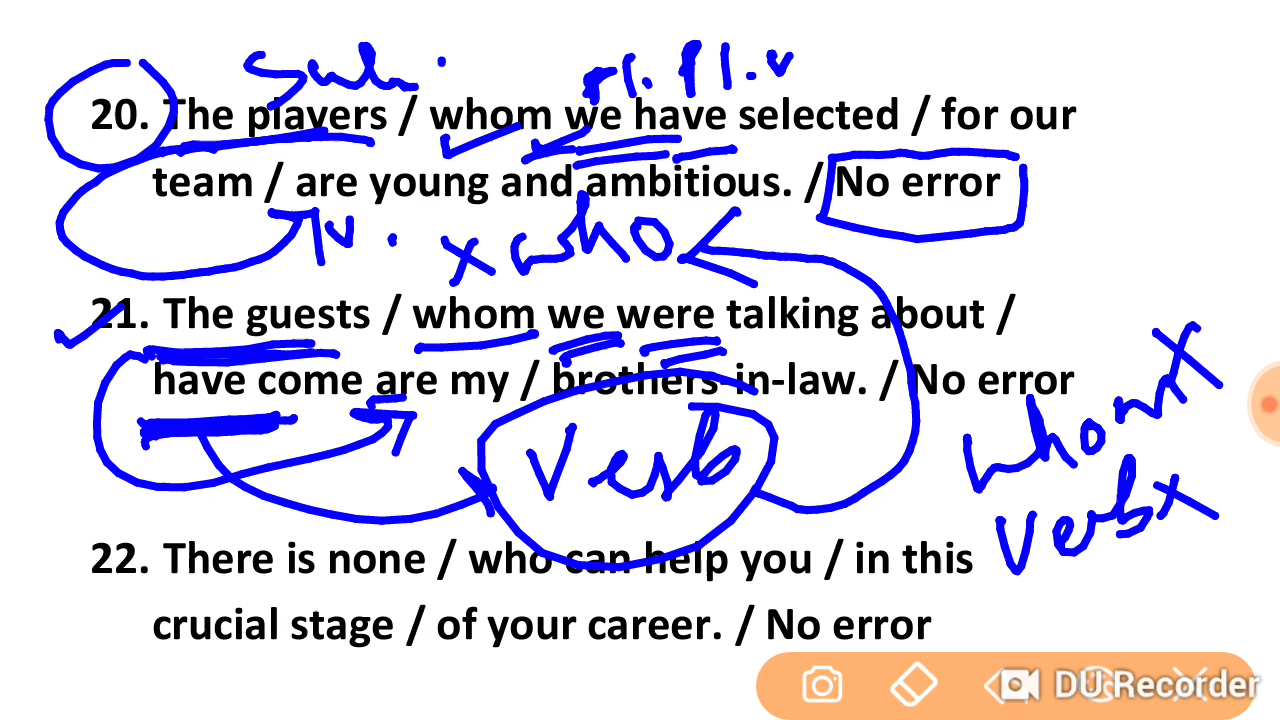 Sub. Pl. Pl. v
20. The players / whom we have selected / for our
team / are young and ambitious. / No error
IV. x who
21. The guests / whom we were talking about /
have come are my / brothers-in-law. / No error
Verb whom x
Verb x
22. There is none / who can help you / in this
crucial stage / of your career. / No error
DU Recorder